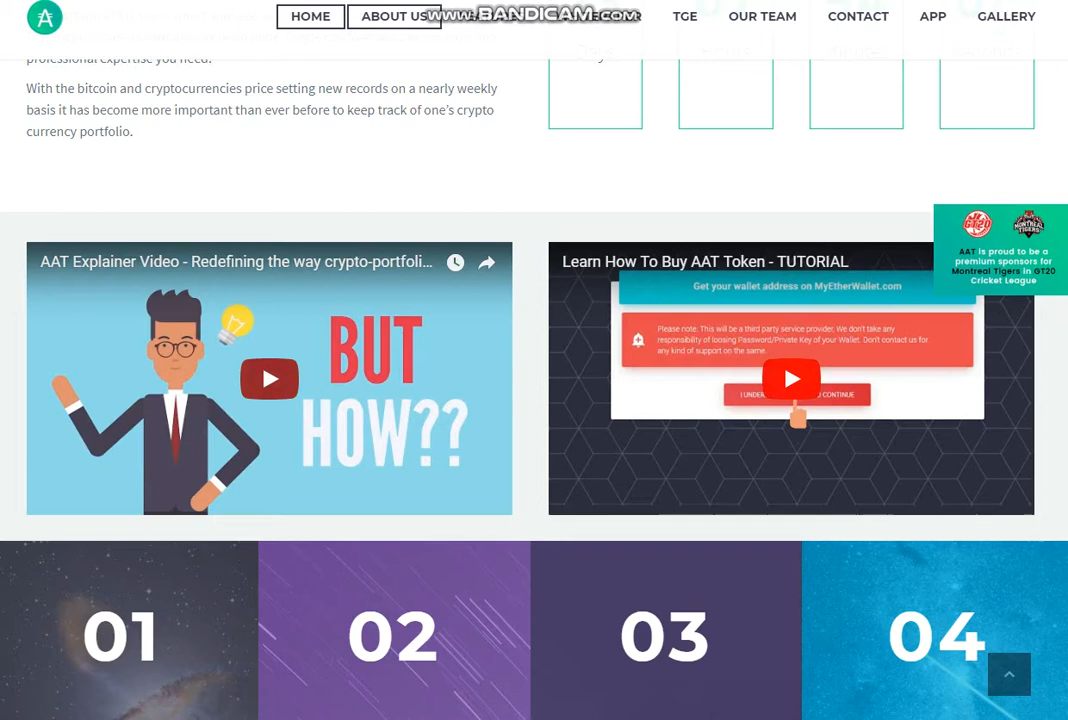 HOME
ABOUT US
www.BANDICAM.com
TGE
OUR TEAM
CONTACT
APP
GALLERY
professional expertise you need.
With the bitcoin and cryptocurrencies price setting new records on a nearly weekly
basis it has become more important than ever before to keep track of one's crypto
currency portfolio.
GT20
MONTREAL
TIGERS
AAT is proud to be a
premium sponsors for
Montreal Tigers in GT20
Cricket League
AAT Explainer Video - Redefining the way crypto-portfoli...
BUT
HOW??
Learn How To Buy AAT Token - TUTORIAL
Get your wallet address on MyEtherWallet.com
Please note: This will be a third party service provider, We don't take any
responsibility of loosing Password/Private Key of your Wallet. Don't contact us for
any kind of support on the same.
I UNDER
O CONTINUE
01
02
03
04